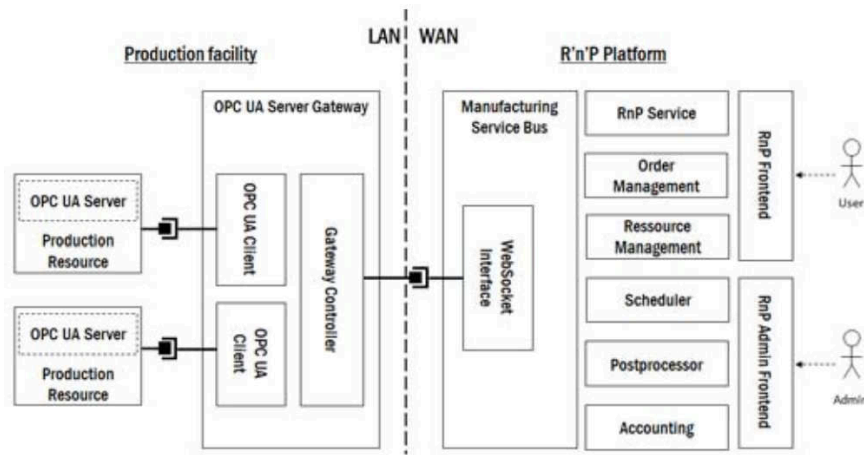 LAN
WAN
Production facility
R'n'P Platform
OPC UA Server Gateway
OPC UA Server
Production
Resource
OPC UA Server
Production
Resource
OPC UA Client
OPC UA
Client
Gateway Controller
Manufacturing
Service Bus
WebSocket
Interface
RnP Service
Order
Management
Ressource
Management
Scheduler
Postprocessor
Accounting
RnP Frontend
RnP Admin Frontend
User
Admin